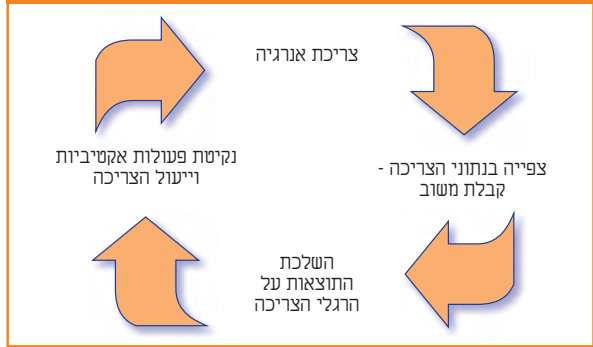 צריכת אנרגיה
צפייה בנתוני הצריכה -
קבלת משוב
השלכת
התוצאות על
הרגלי הצריכה
נקיטת פעולות אקטיביות
וייעול הצריכה